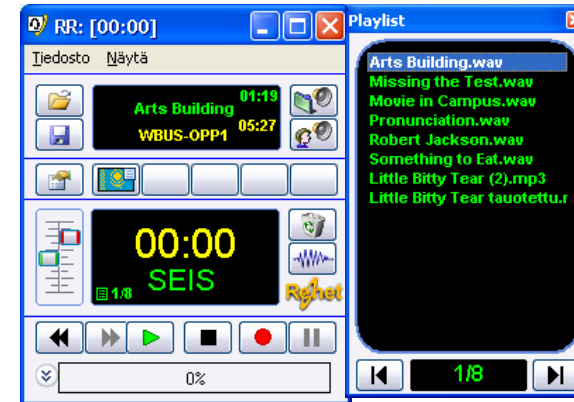 RR: [00:00]
Tiedosto Näytä
01:19
Arts Building
05:27
WBUS-OPP1
00:00
SEIS
1/8
Rehet
0%
Playlist
Arts Building.wav
Missing the Test.wav
Movie in Campus.wav
Pronunciation.wav
Robert Jackson.wav
Something to Eat.wav
Little Bitty Tear (2).mp3
Little Bitty Tear tauotettu.r
1/8